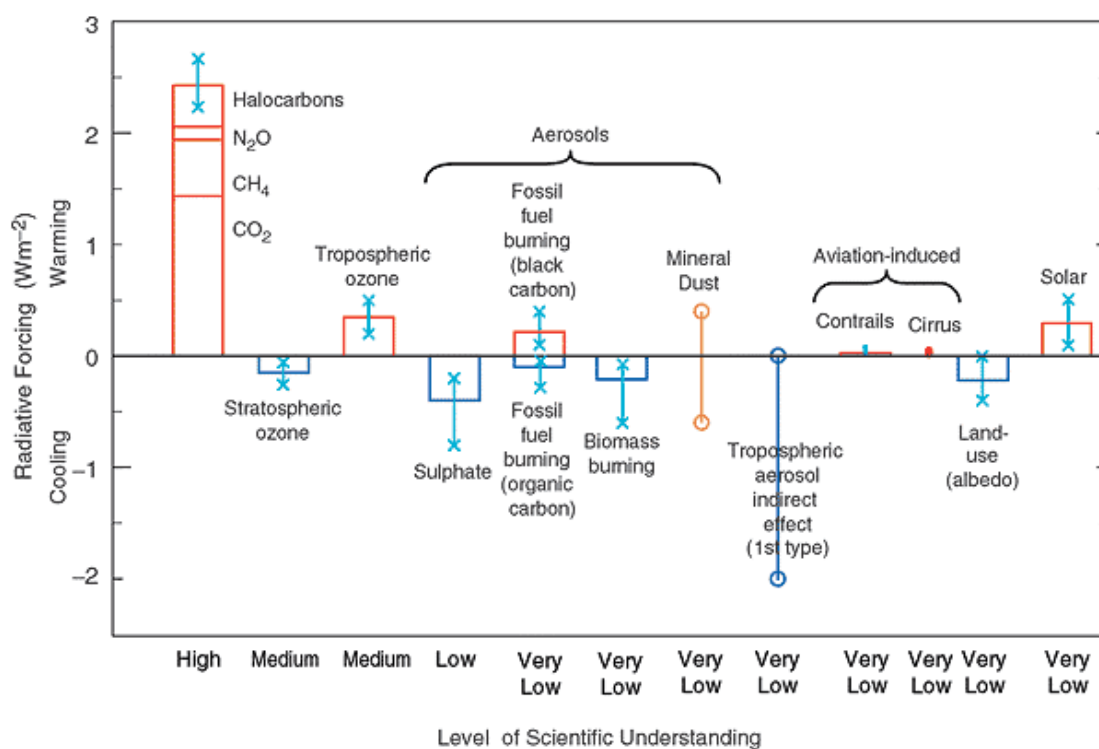 3
2
1
0
–1
–2
Radiative Forcing (Wm–2)
Cooling
Warming
Halocarbons
N2O
CH4
CO2
Stratospheric
ozone
Tropospheric
ozone
Aerosols
Sulphate
Fossil
fuel
burning
(black
carbon)
Fossil
fuel
burning
(organic
carbon)
Biomass
burning
Mineral
Dust
Tropospheric
aerosol
indirect
effect
(1st type)
Aviation-induced
Contrails
Cirrus
Land-
use
(albedo)
Solar
High
Medium
Medium
Low
Very
Low
Very
Low
Very
Low
Very
Low
Very
Low
Very
Low
Very
Low
Very
Low
Level of Scientific Understanding